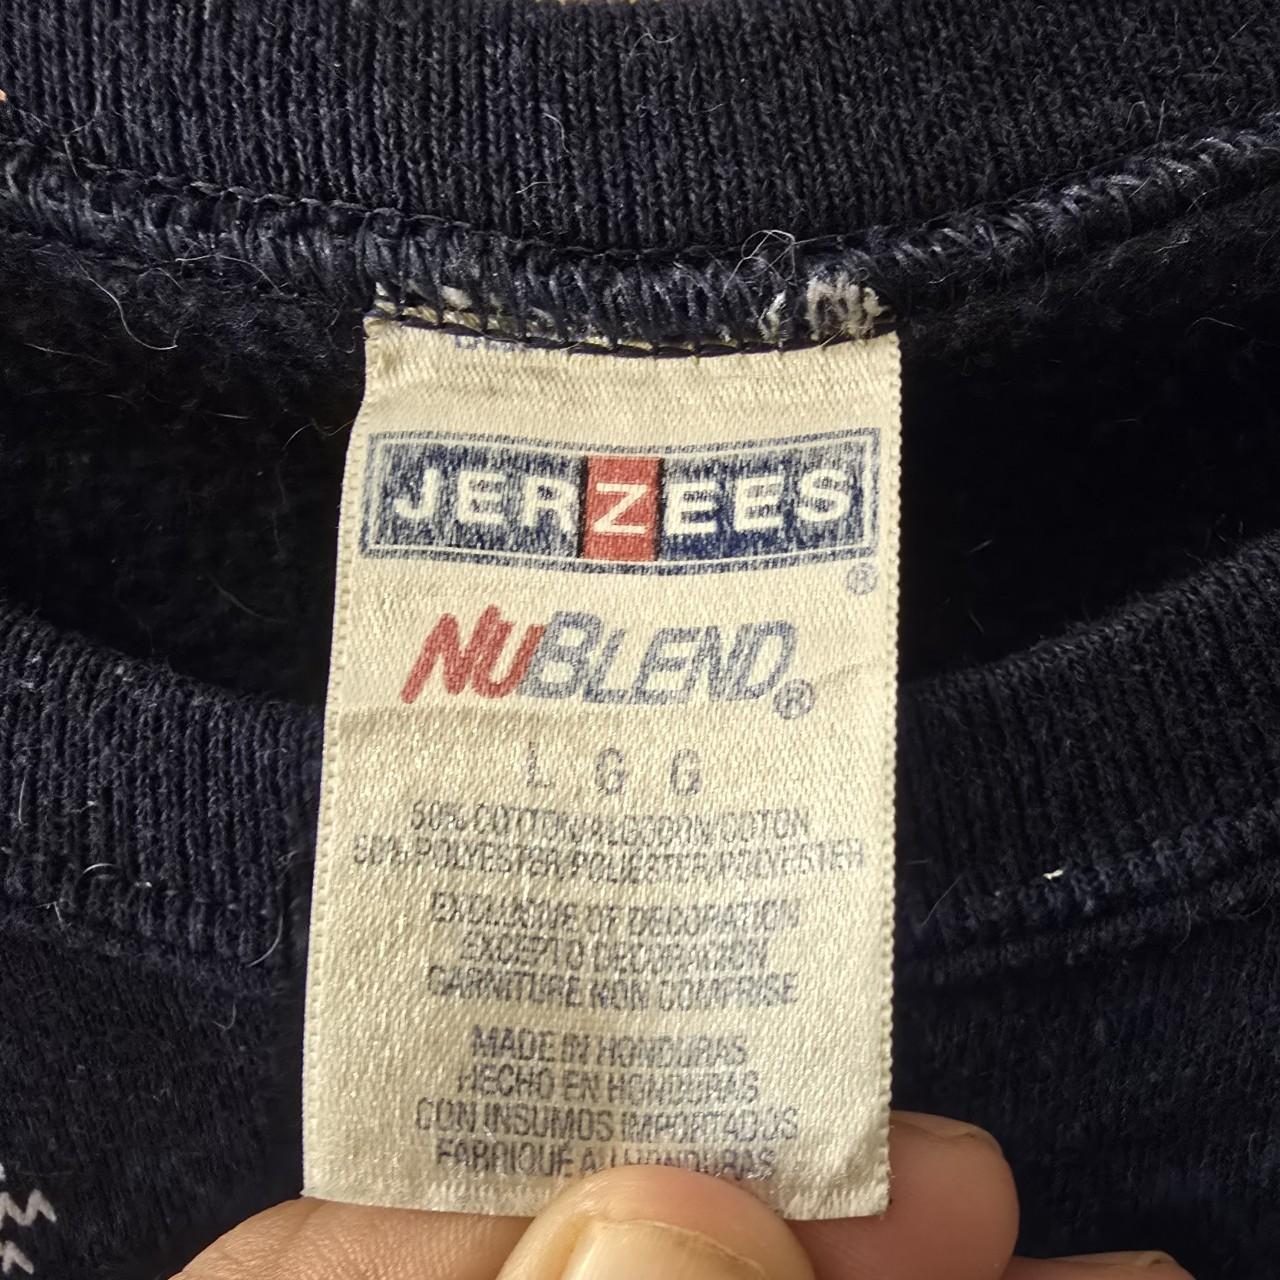 JERZEES
®
NUBLEND®
L G G
50% COTTON/ALGODON/COTON
50% POLYESTER/POLIESTER/POLYESTER
EXCLUSIVE OF DECORATION
EXCEPTO DECORACION
GARNITURE NON COMPRISE
MADE IN HONDURAS
HECHO EN HONDURAS
CON INSUMOS IMPORTADOS
FABRIQUÉ AU HONDURAS